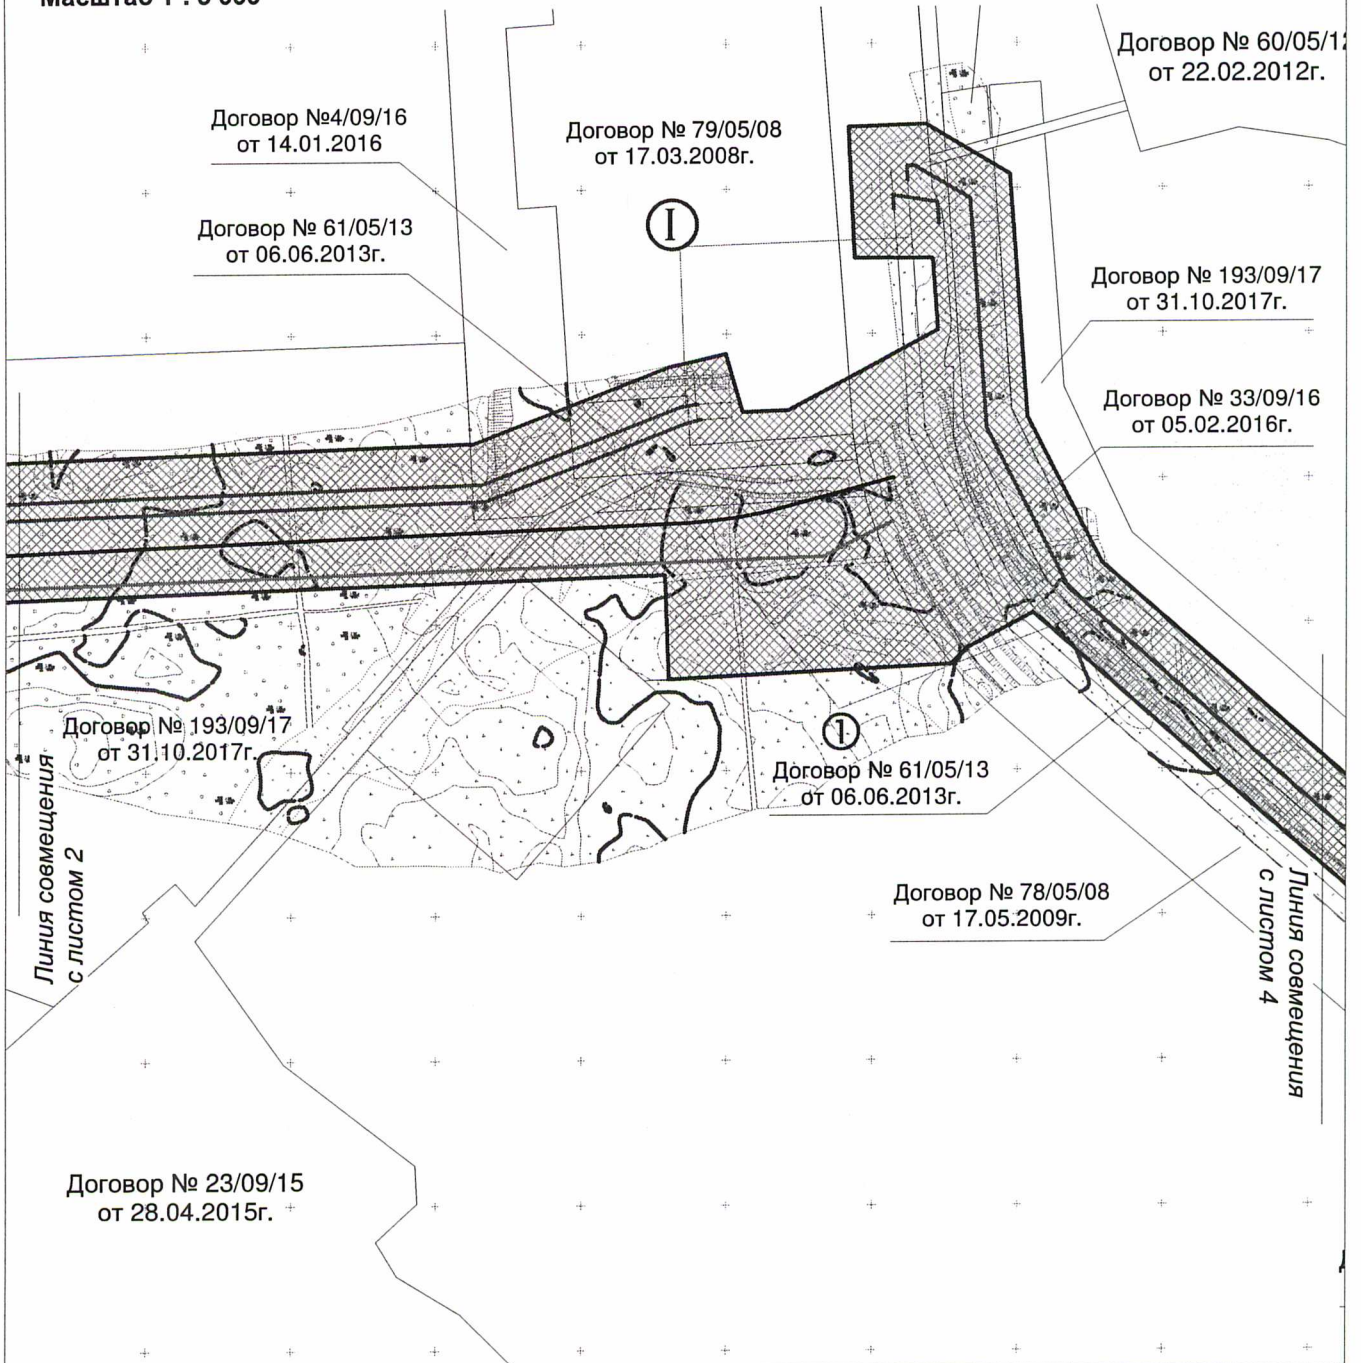 Масштаб 1 : 5 000
Договор № 60/05/12
от 22.02.2012г.
Договор №4/09/16
от 14.01.2016
Договор № 79/05/08
от 17.03.2008г.
Договор № 61/05/13
от 06.06.2013г.
I
Договор № 193/09/17
от 31.10.2017г.
Договор № 33/09/16
от 05.02.2016г.
Договор № 193/09/17
от 31.10.2017г.
1
Договор № 61/05/13
от 06.06.2013г.
Линия совмещения
с листом 2
Договор № 78/05/08
от 17.05.2009г.
Линия совмещения
с листом 4
Договор № 23/09/15
от 28.04.2015г.